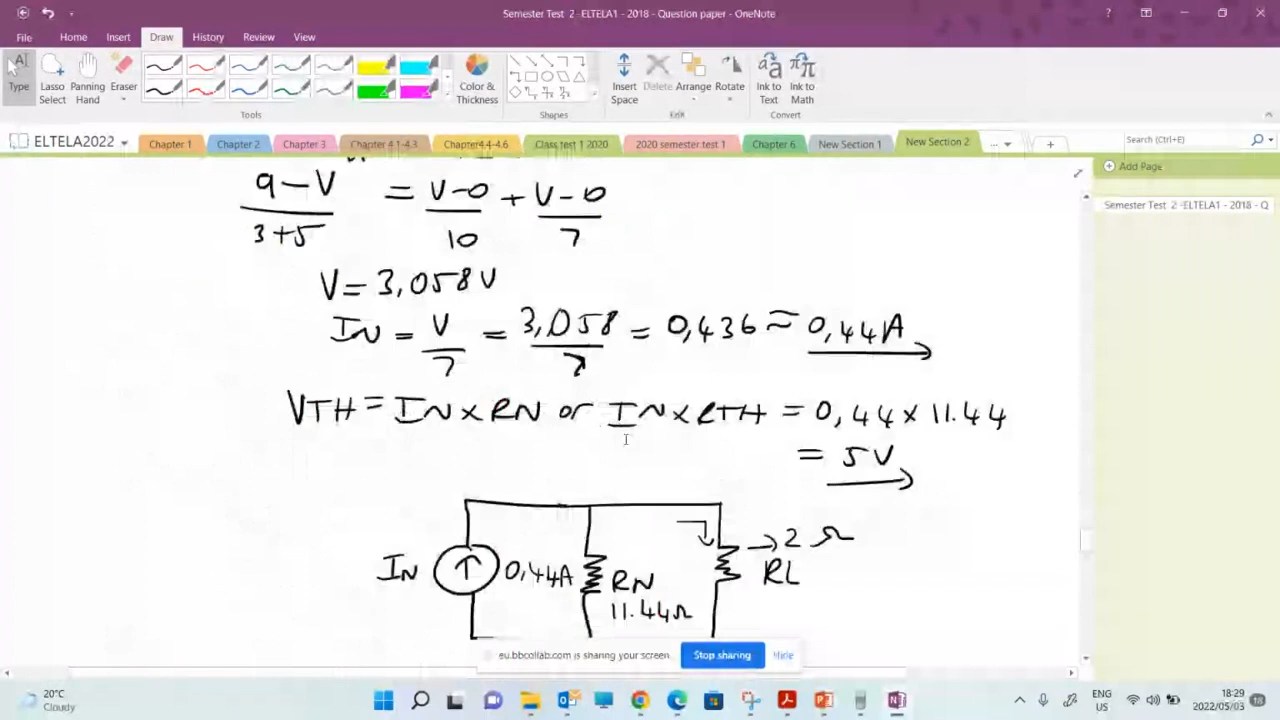 Semester Test 2 -ELTELA1 - 2018 - Question paper - OneNote
File Home Insert Draw History Review View
Type Lasso Select Panning Hand Eraser Color & Thickness Insert Space Delete Arrange Rotate Ink to Text Ink to Math
Tools Shapes Edit Convert
ELTELA2022 Chapter 1 Chapter 2 Chapter 3 Chapter 4.1-4.3 Chapter4.4-4.6 Class test 1 2020 2020 semester test 1 Chapter 6 New Section 1 New Section 2 ... Search (Ctrl+E)
Add Page
Semester Test 2 -ELTELA1 - 2018 - Q
9-V = V-0 + V-0
3+5 10 7
V = 3,058 V
IN = V = 3,058 = 0,436 ≈ 0,44A
7 7
VTH = IN x RN or IN x RTH = 0,44 x 11.44
= 5V
IN 0,44A RN 11.44Ω → 2 Ω RL
eu.bbcollab.com is sharing your screen. Stop sharing Hide
20°C
Cloudy
ENG
US
18:29
2022/05/03